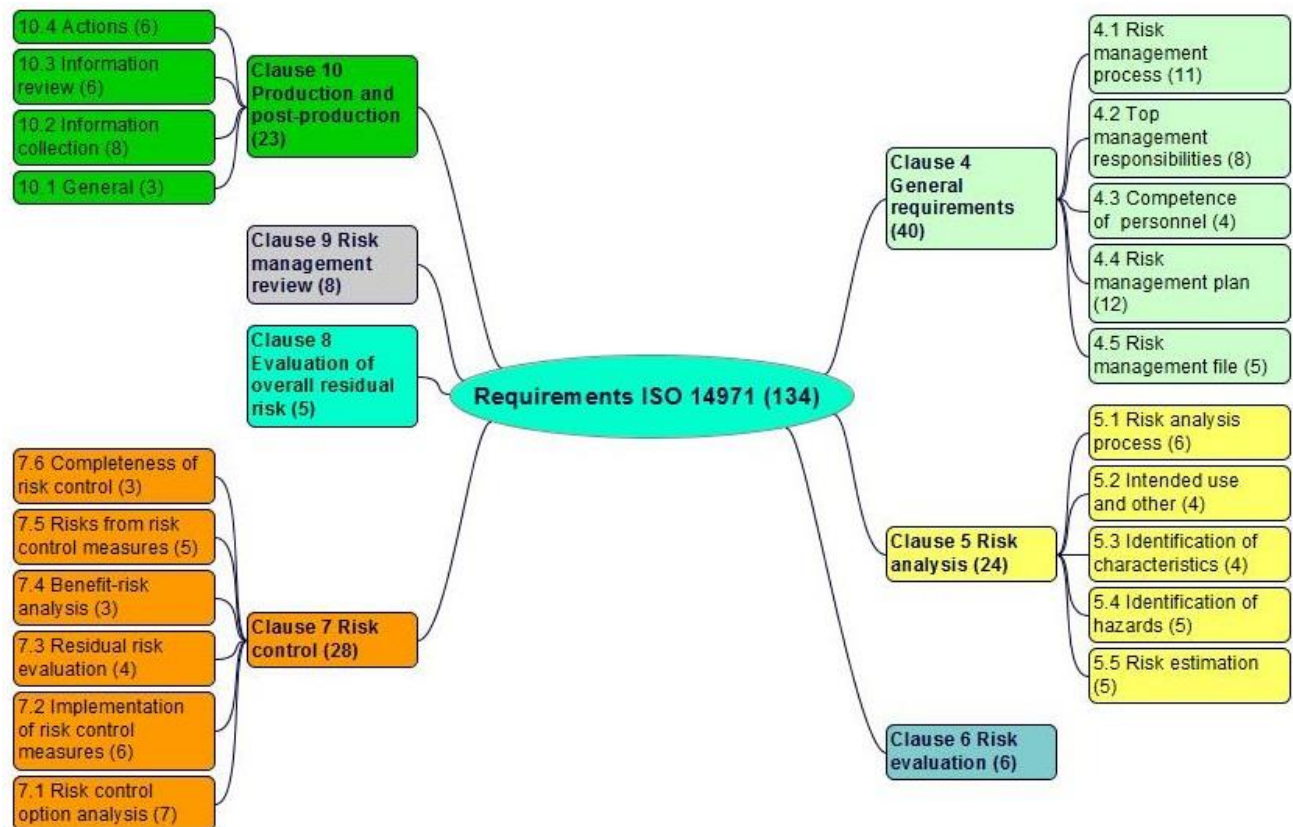 10.4 Actions (6)
10.3 Information
review (6)
10.2 Information
collection (8)
10.1 General (3)
Clause 10
Production and
post-production
(23)
Clause 9 Risk
management
review (8)
Clause 8
Evaluation of
overall residual
risk (5)
7.6 Completeness of
risk control (3)
7.5 Risks from risk
control measures (5)
7.4 Benefit-risk
analysis (3)
7.3 Residual risk
evaluation (4)
7.2 Implementation
of risk control
measures (6)
7.1 Risk control
option analysis (7)
Clause 7 Risk
control (28)
Requirements ISO 14971 (134)
Clause 4
General
requirements
(40)
4.1 Risk
management
process (11)
4.2 Top
management
responsibilities (8)
4.3 Competence
of personnel (4)
4.4 Risk
management plan
(12)
4.5 Risk
management file (5)
Clause 5 Risk
analysis (24)
5.1 Risk analysis
process (6)
5.2 Intended use
and other (4)
5.3 Identification of
characteristics (4)
5.4 Identification of
hazards (5)
5.5 Risk estimation
(5)
Clause 6 Risk
evaluation (6)